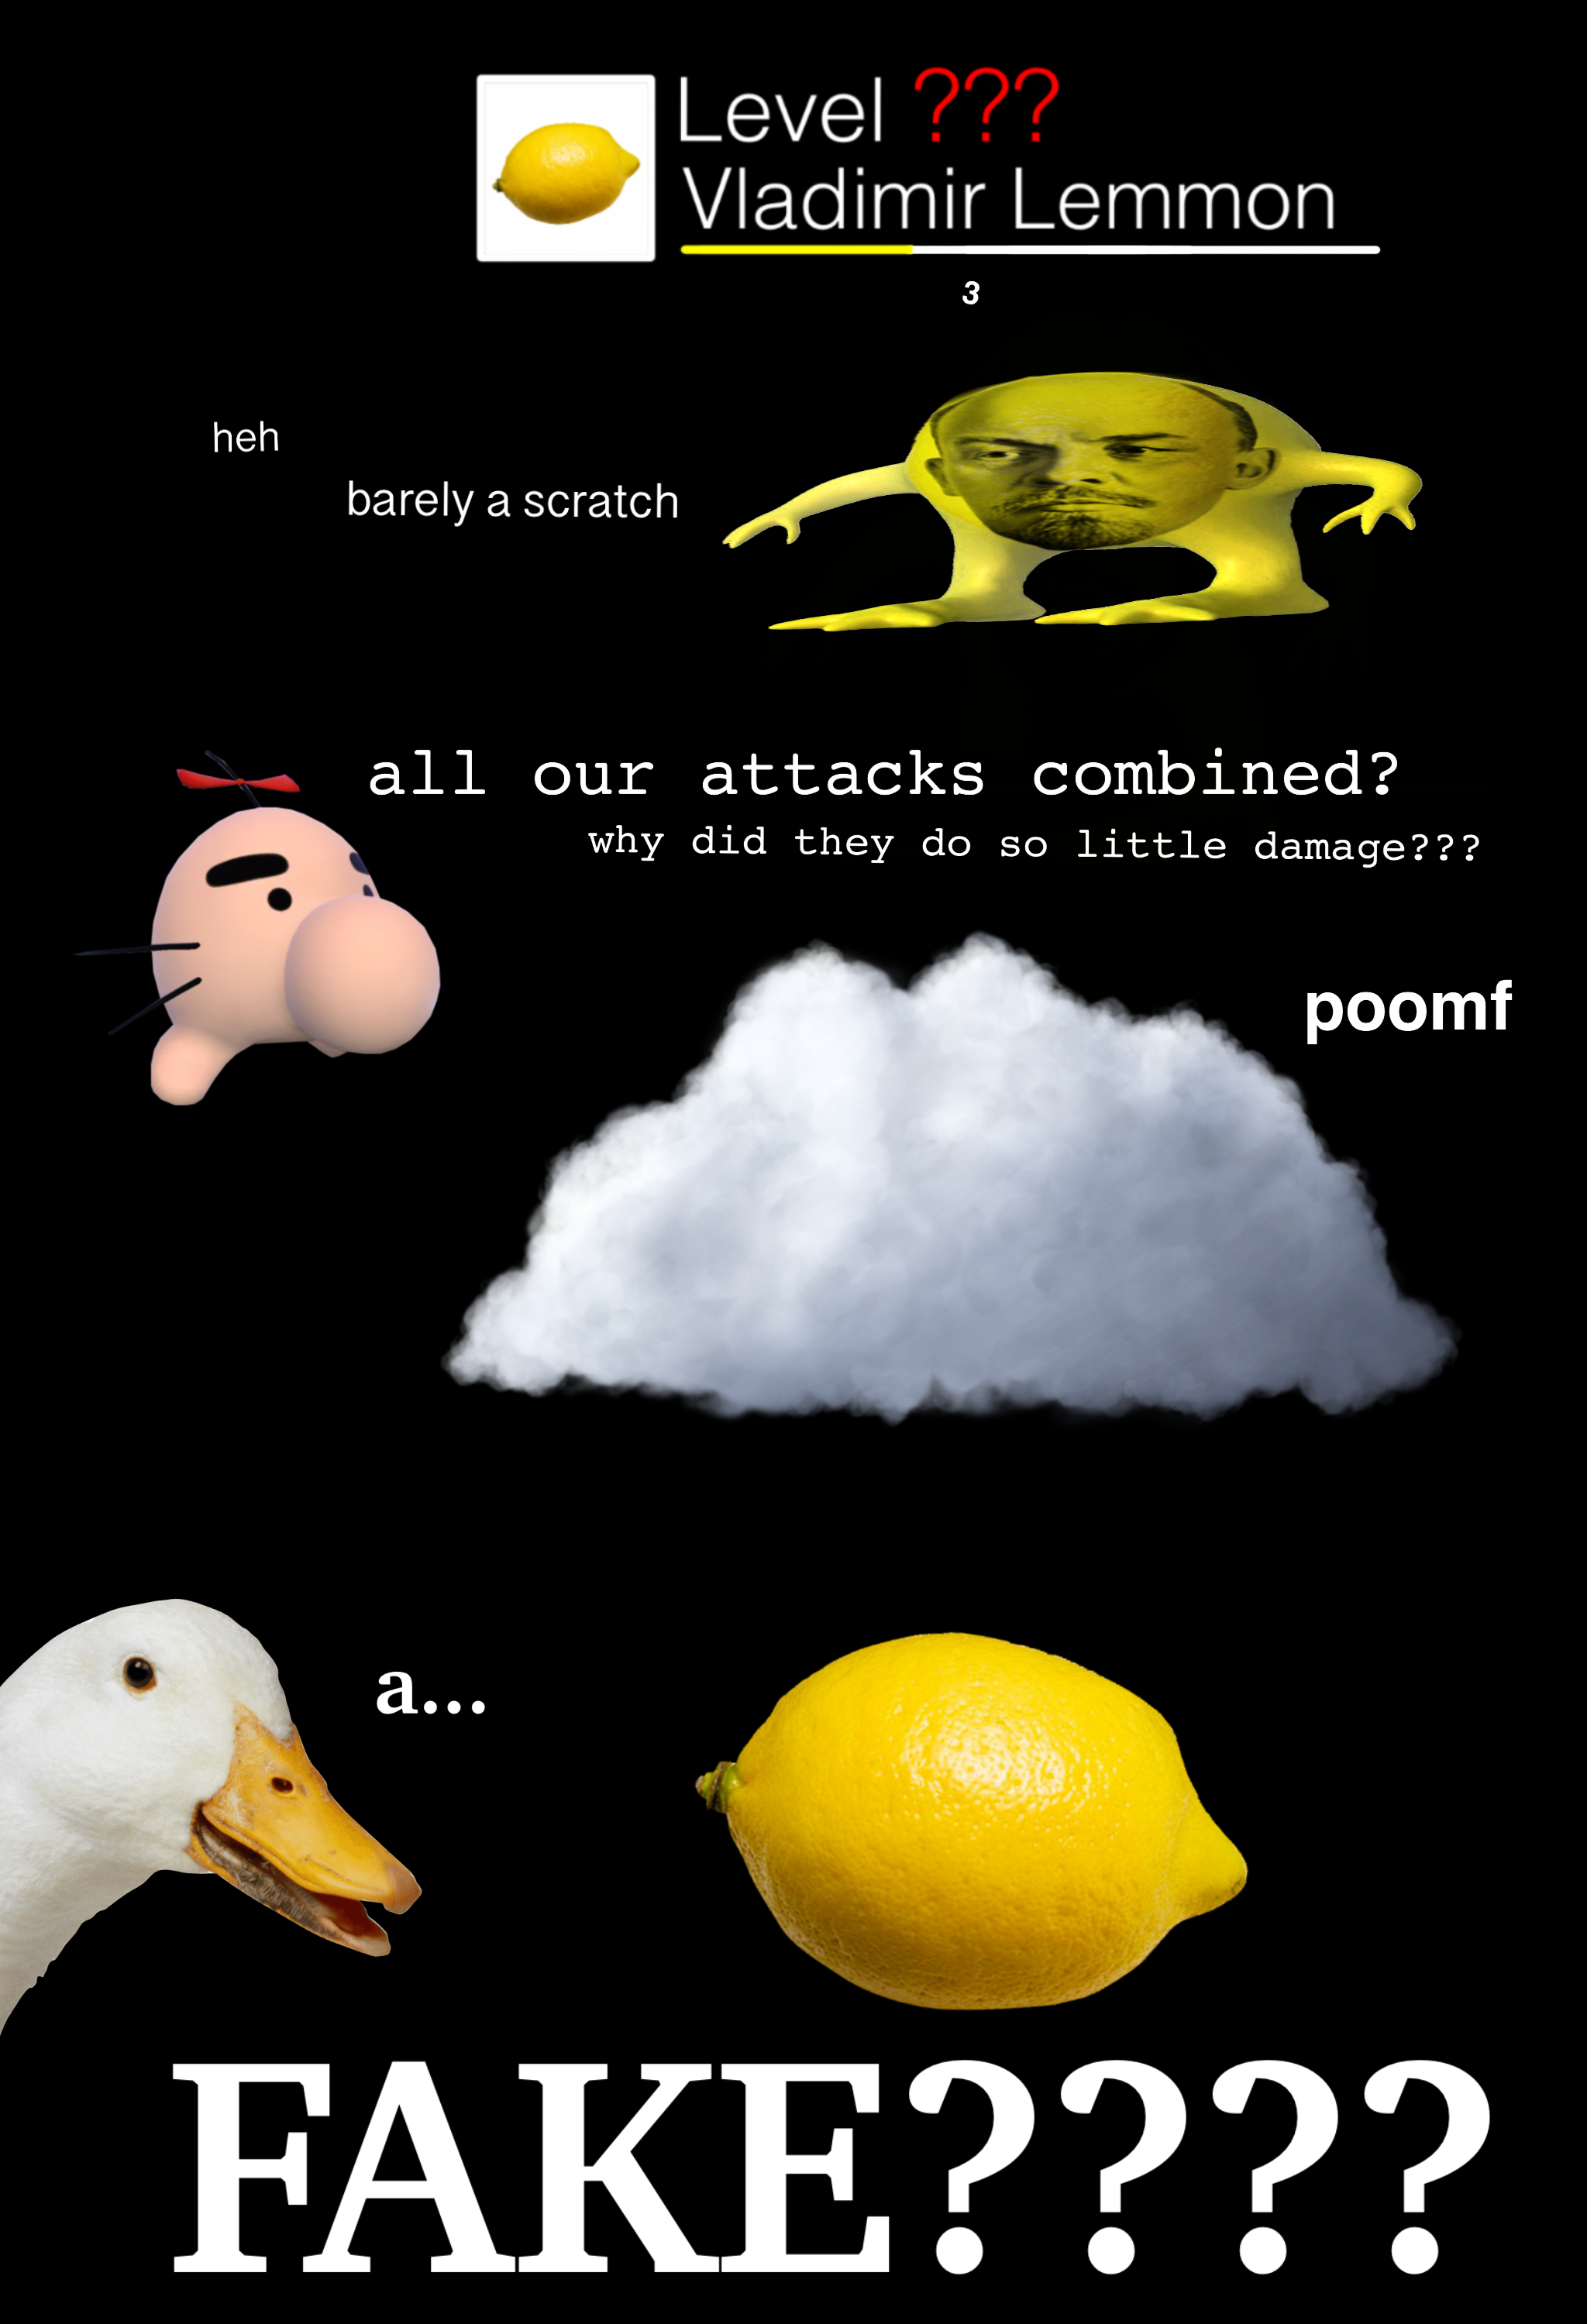 Level ???
Vladimir Lemmon
3
heh
barely a scratch
all our attacks combined?
why did they do so little damage???
poomf
a...
FAKE????